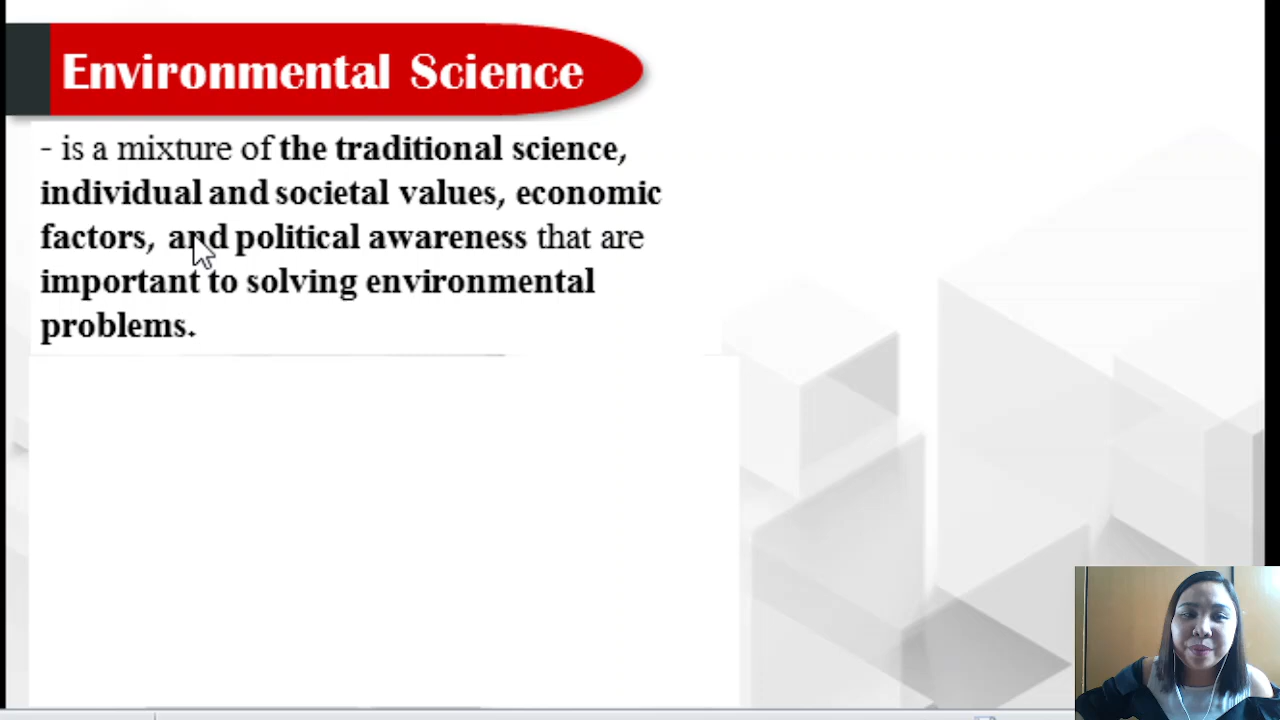 Environmental Science
- is a mixture of the traditional science,
individual and societal values, economic
factors, and political awareness that are
important to solving environmental
problems.